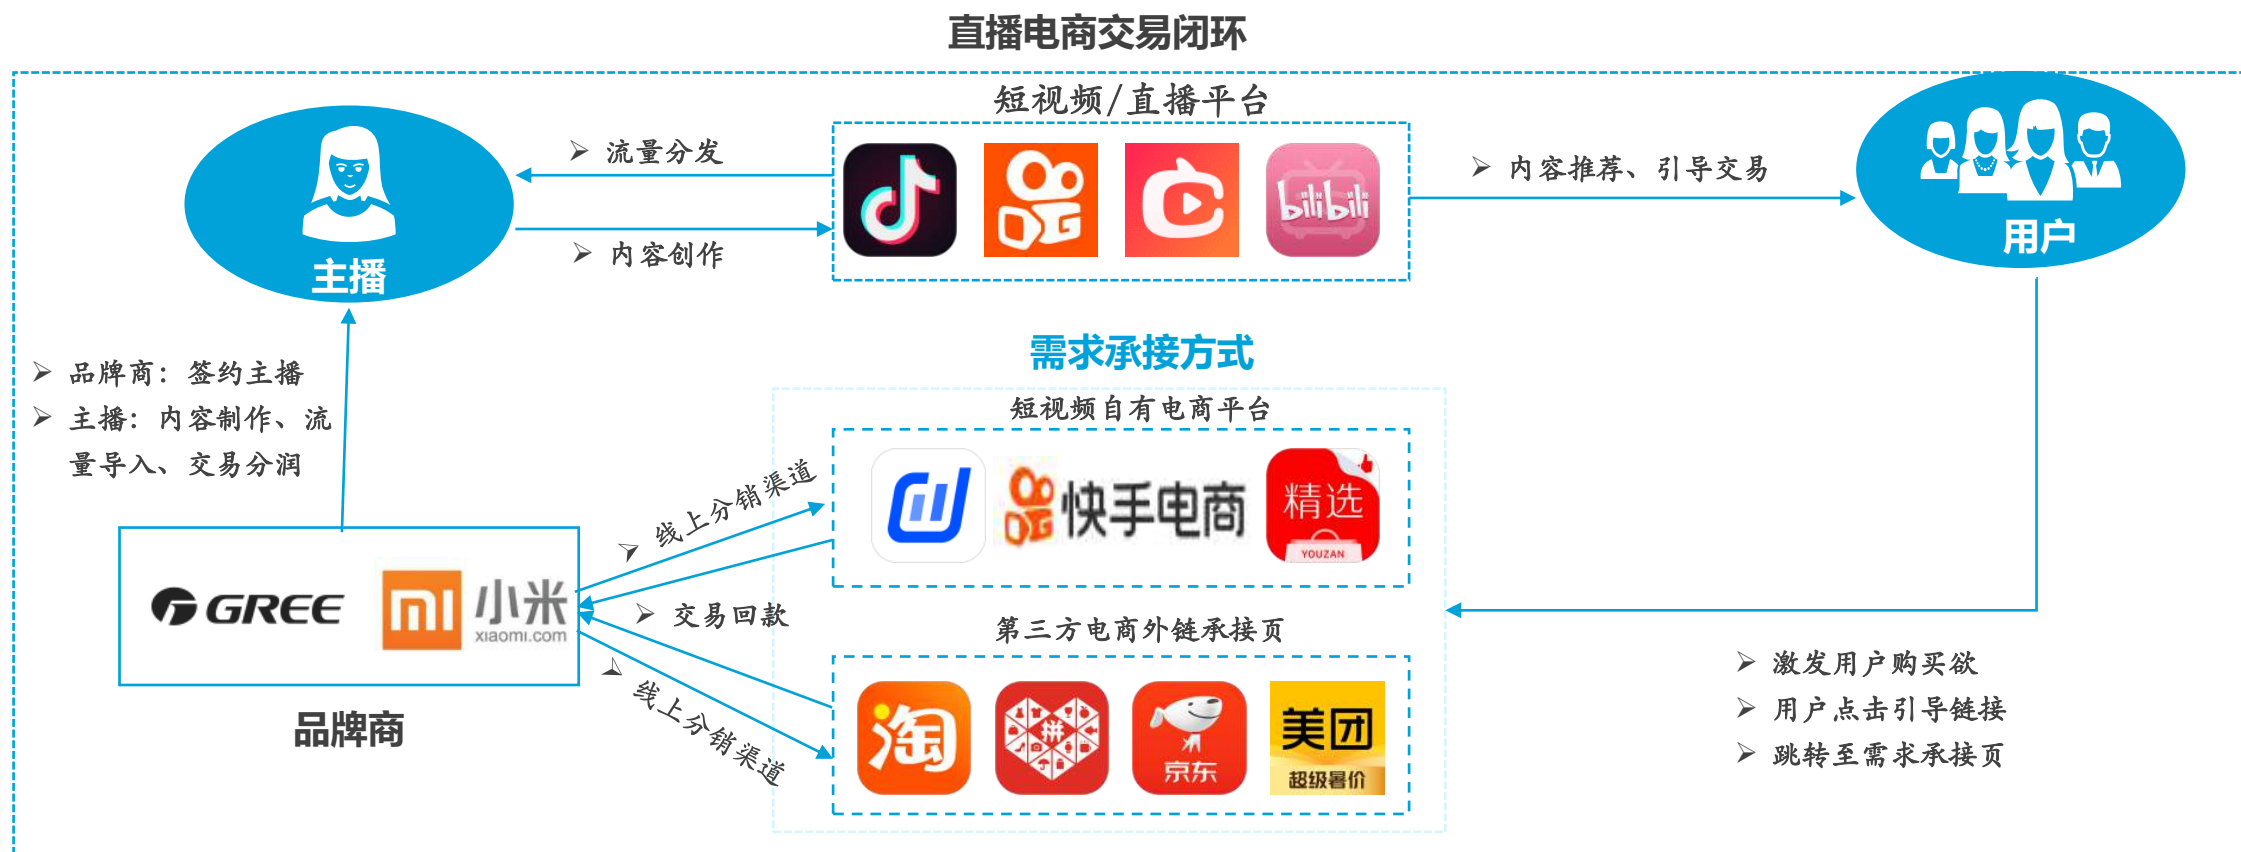 直播电商交易闭环
短视频/直播平台
流量分发
内容创作
bilibili
内容推荐、引导交易
主播
用户
品牌商：签约主播
主播：内容制作、流
量导入、交易分润
需求承接方式
短视频自有电商平台
线上分销渠道
快手电商
精选
YOUZAN
GREE
小米
xiaomi.com
交易回款
第三方电商外链承接页
线上分销渠道
品牌商
淘
拼
京东
美团
超级暑价
激发用户购买欲
用户点击引导链接
跳转至需求承接页